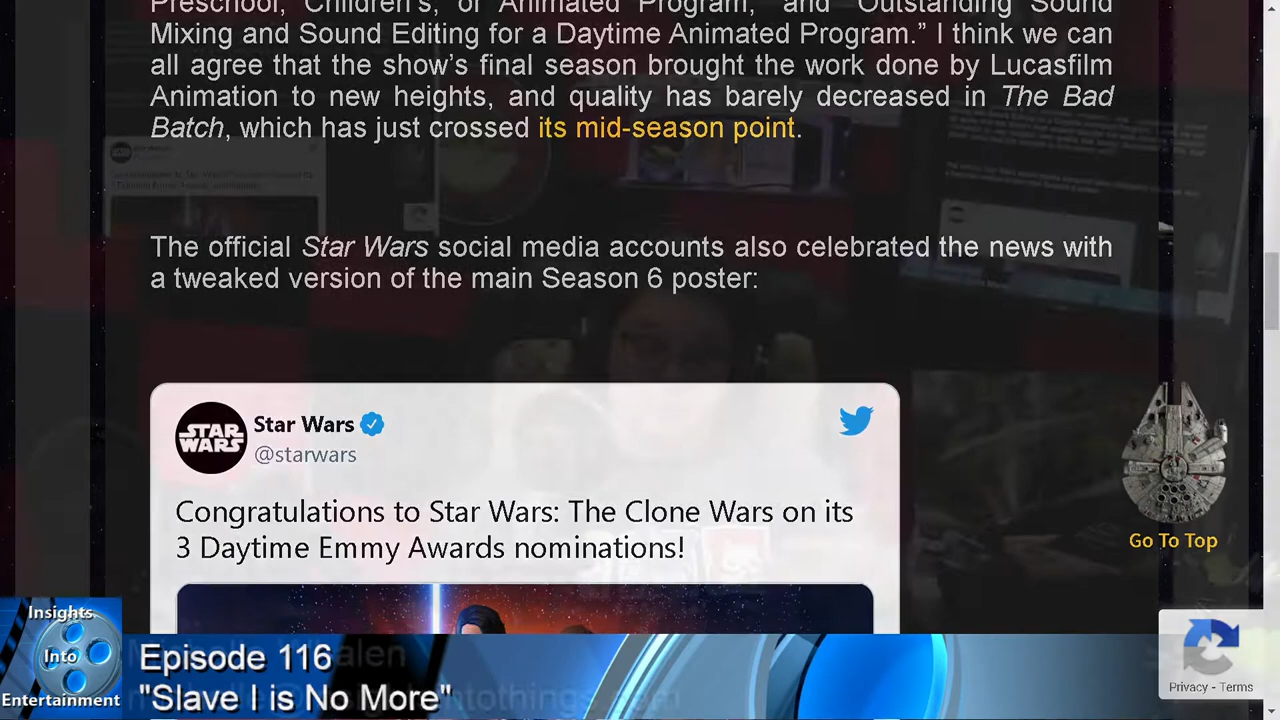 Preschool, Children's, or Animated Program," and "Outstanding Sound
Mixing and Sound Editing for a Daytime Animated Program.” I think we can
all agree that the show’s final season brought the work done by Lucasfilm
Animation to new heights, and quality has barely decreased in The Bad
Batch, which has just crossed its mid-season point.
The official Star Wars social media accounts also celebrated the news with
a tweaked version of the main Season 6 poster:
STAR WARS
Star Wars
@starwars
Congratulations to Star Wars: The Clone Wars on its
3 Daytime Emmy Awards nominations!
Go To Top
Insights
Into
Entertainment
Episode 116
"Slave I is No More"
Privacy - Terms